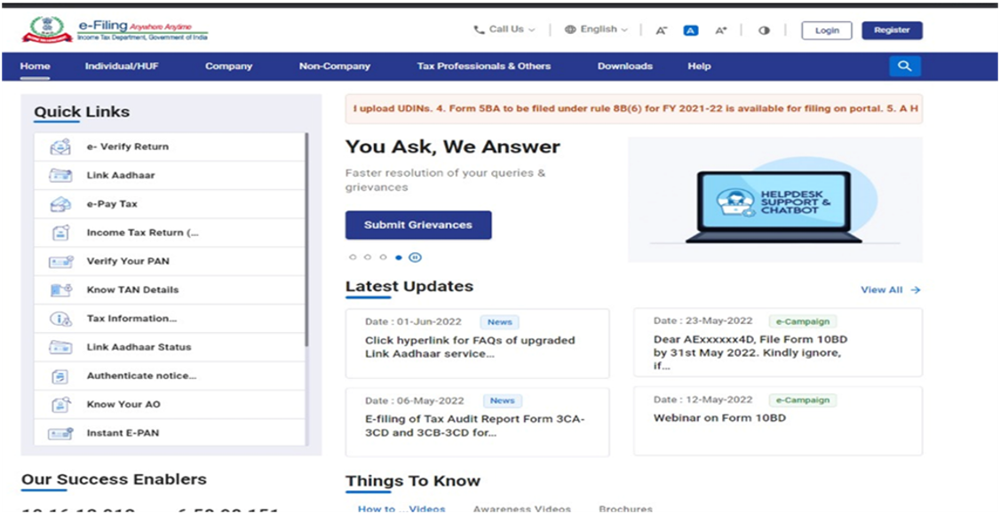 e-Filing Anywhere Anytime
Income Tax Department, Government of India
Call Us
English
A-
A
A+
Login
Register
Home
Individual/HUF
Company
Non-Company
Tax Professionals & Others
Downloads
Help
Quick Links
e- Verify Return
Link Aadhaar
e-Pay Tax
Income Tax Return (...
Verify Your PAN
Know TAN Details
Tax Information...
Link Aadhaar Status
Authenticate notice...
Know Your AO
Instant E-PAN
Our Success Enablers
l upload UDINs. 4. Form 5BA to be filed under rule 8B(6) for FY 2021-22 is available for filing on portal. 5. A H
You Ask, We Answer
Faster resolution of your queries &
grievances
Submit Grievances
HELPDESK
SUPPORT &
CHATBOT
Latest Updates
View All
Date : 01-Jun-2022 News
Click hyperlink for FAQs of upgraded
Link Aadhaar service...
Date : 23-May-2022 e-Campaign
Dear AExxxxxx4D, File Form 10BD
by 31st May 2022. Kindly ignore,
if...
Date : 06-May-2022 News
E-filing of Tax Audit Report Form 3CA-
3CD and 3CB-3CD for...
Date : 12-May-2022 e-Campaign
Webinar on Form 10BD
Things To Know
How to ...Videos
Awareness Videos
Brochures